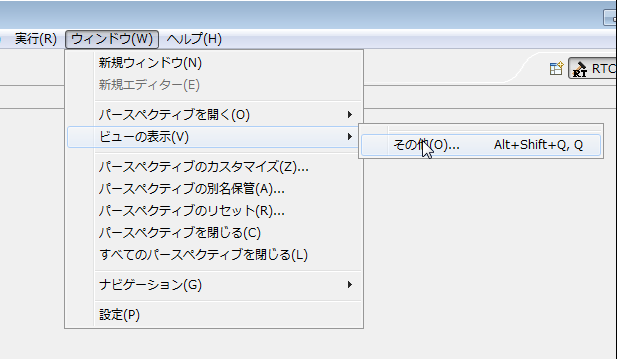 実行(R) ウィンドウ(W) ヘルプ(H)
新規ウィンドウ(N)
新規エディター(E)
RTC
パースペクティブを開く(O)
ビューの表示(V)
その他(O)... Alt+Shift+Q, Q
パースペクティブのカスタマイズ(Z)...
パースペクティブの別名保管(A)...
パースペクティブのリセット(R)...
パースペクティブを閉じる(C)
すべてのパースペクティブを閉じる(L)
ナビゲーション(G)
設定(P)